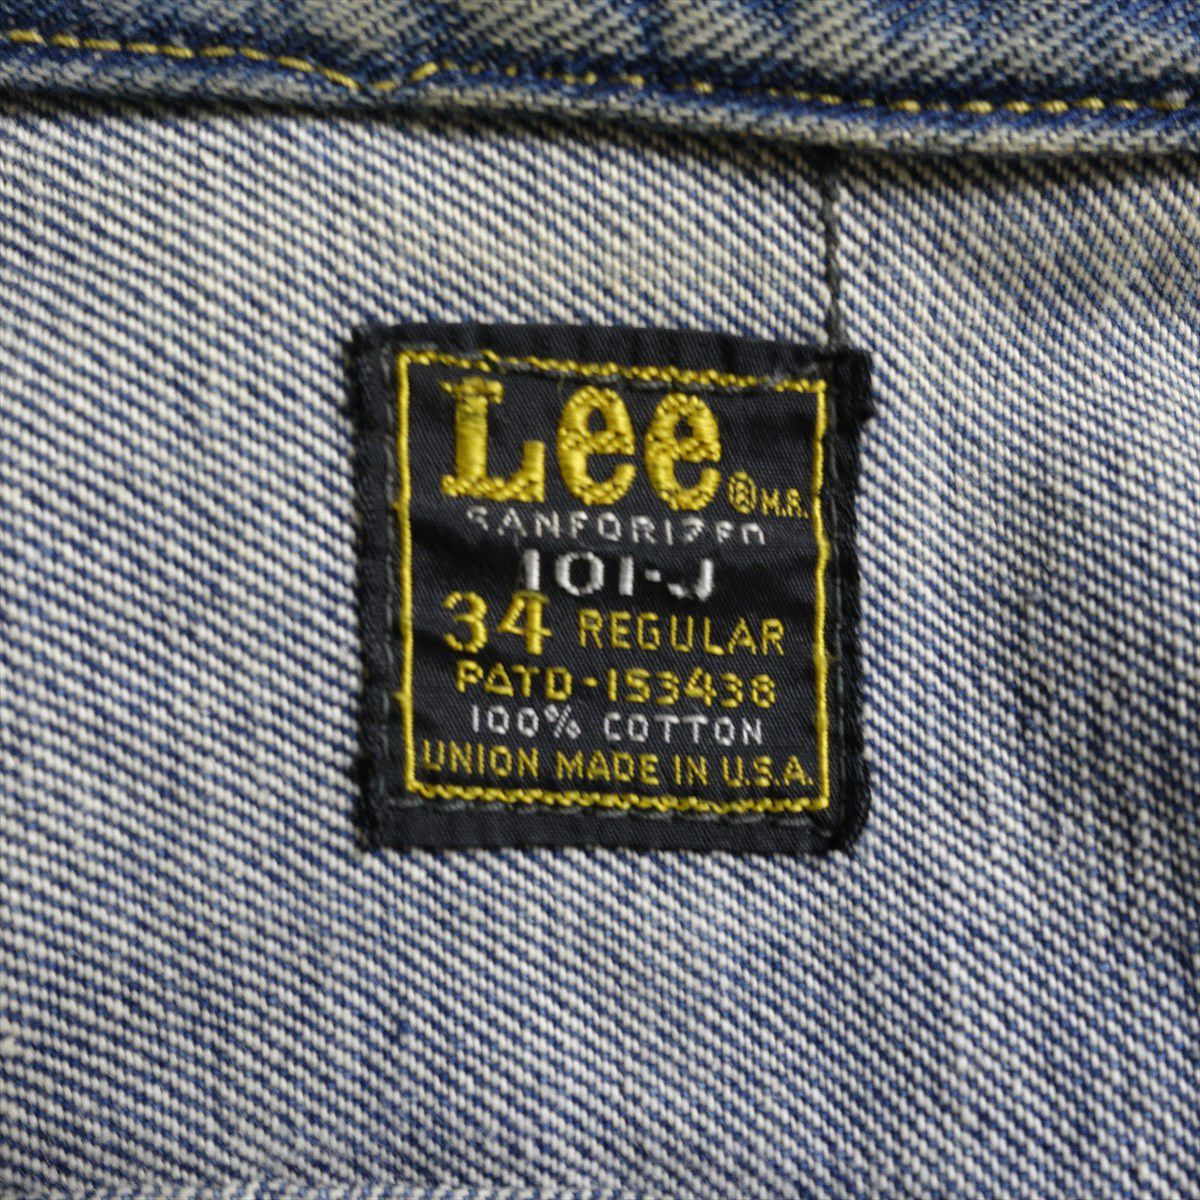 Lee ® M.R.
SANFORIZED
101-J
34 REGULAR
PATD-153438
100% COTTON
UNION MADE IN U.S.A.